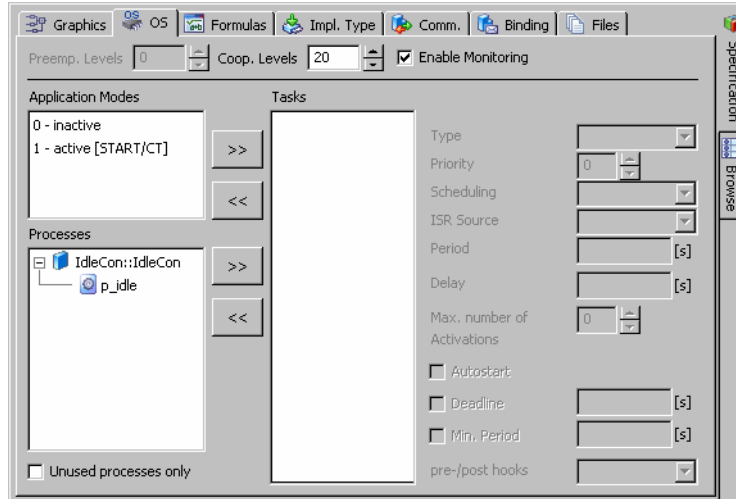 Graphics OS Formulas Impl. Type Comm. Binding Files
Preemp. Levels 0 Coop. Levels 20 Enable Monitoring
Application Modes
0 - inactive
1 - active [START/CT]
>>
<<
Processes
IdleCon::IdleCon
p_idle
>>
<<
Unused processes only
Tasks
Type
Priority 0
Scheduling
ISR Source
Period [s]
Delay [s]
Max. number of 0
Activations
Autostart
Deadline [s]
Min. Period [s]
pre-/post hooks
Specification
Browse